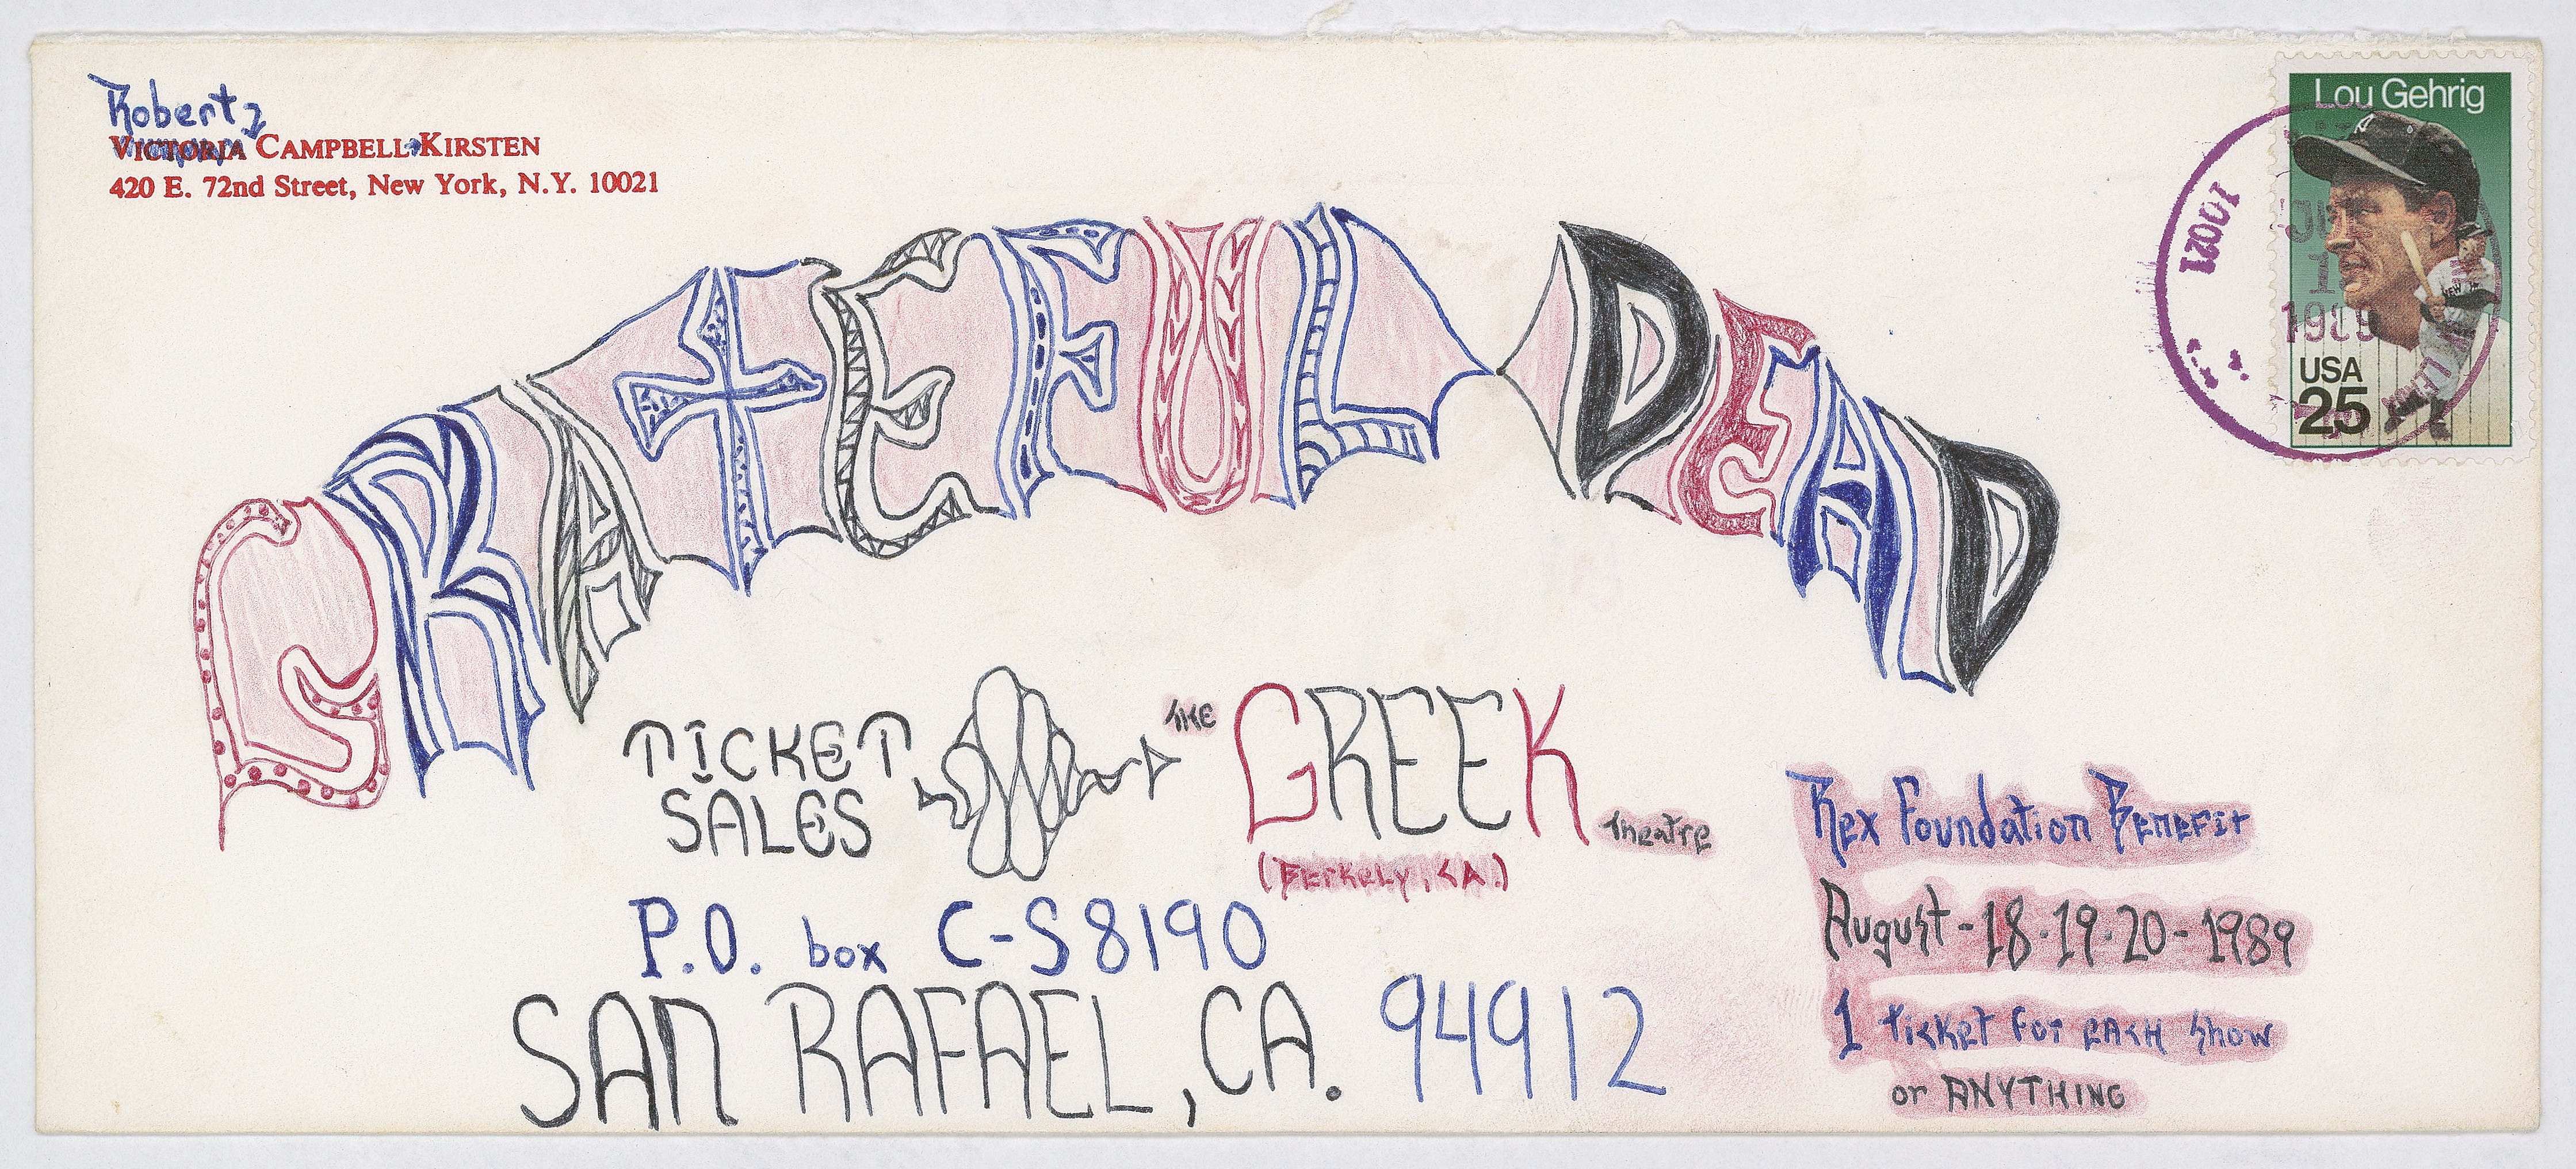 Robert
VICTORIA CAMPBELL-KIRSTEN
420 E. 72nd Street, New York, N.Y. 10021
Lou Gehrig
10021
1989
USA
25
GRATEFUL DEAD
TICKET
SALES
THE GREEK Theatre
(Berkely, CA.)
P.O. box C-S8190
SAN RAFAEL, CA. 94912
Rex Foundation Benefit
August-18·19·20-1989
1 ticket for each show
or ANYTHING